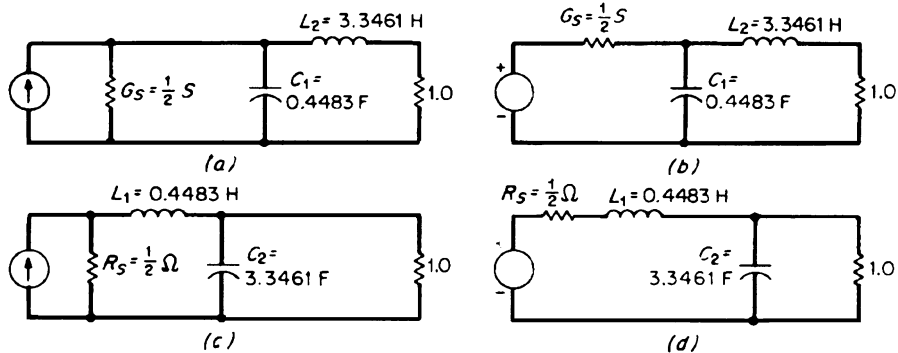 L₂= 3.3461 H
G_S = ½ S
C₁ =
0.4483 F
1.0
(a)
G_S = ½ S
L₂= 3.3461 H
+
−
C₁ =
0.4483 F
1.0
(b)
L₁ = 0.4483 H
R_S = ½ Ω
C₂ =
3.3461 F
1.0
(c)
R_S = ½ Ω
L₁ = 0.4483 H
−
C₂ =
3.3461 F
1.0
(d)